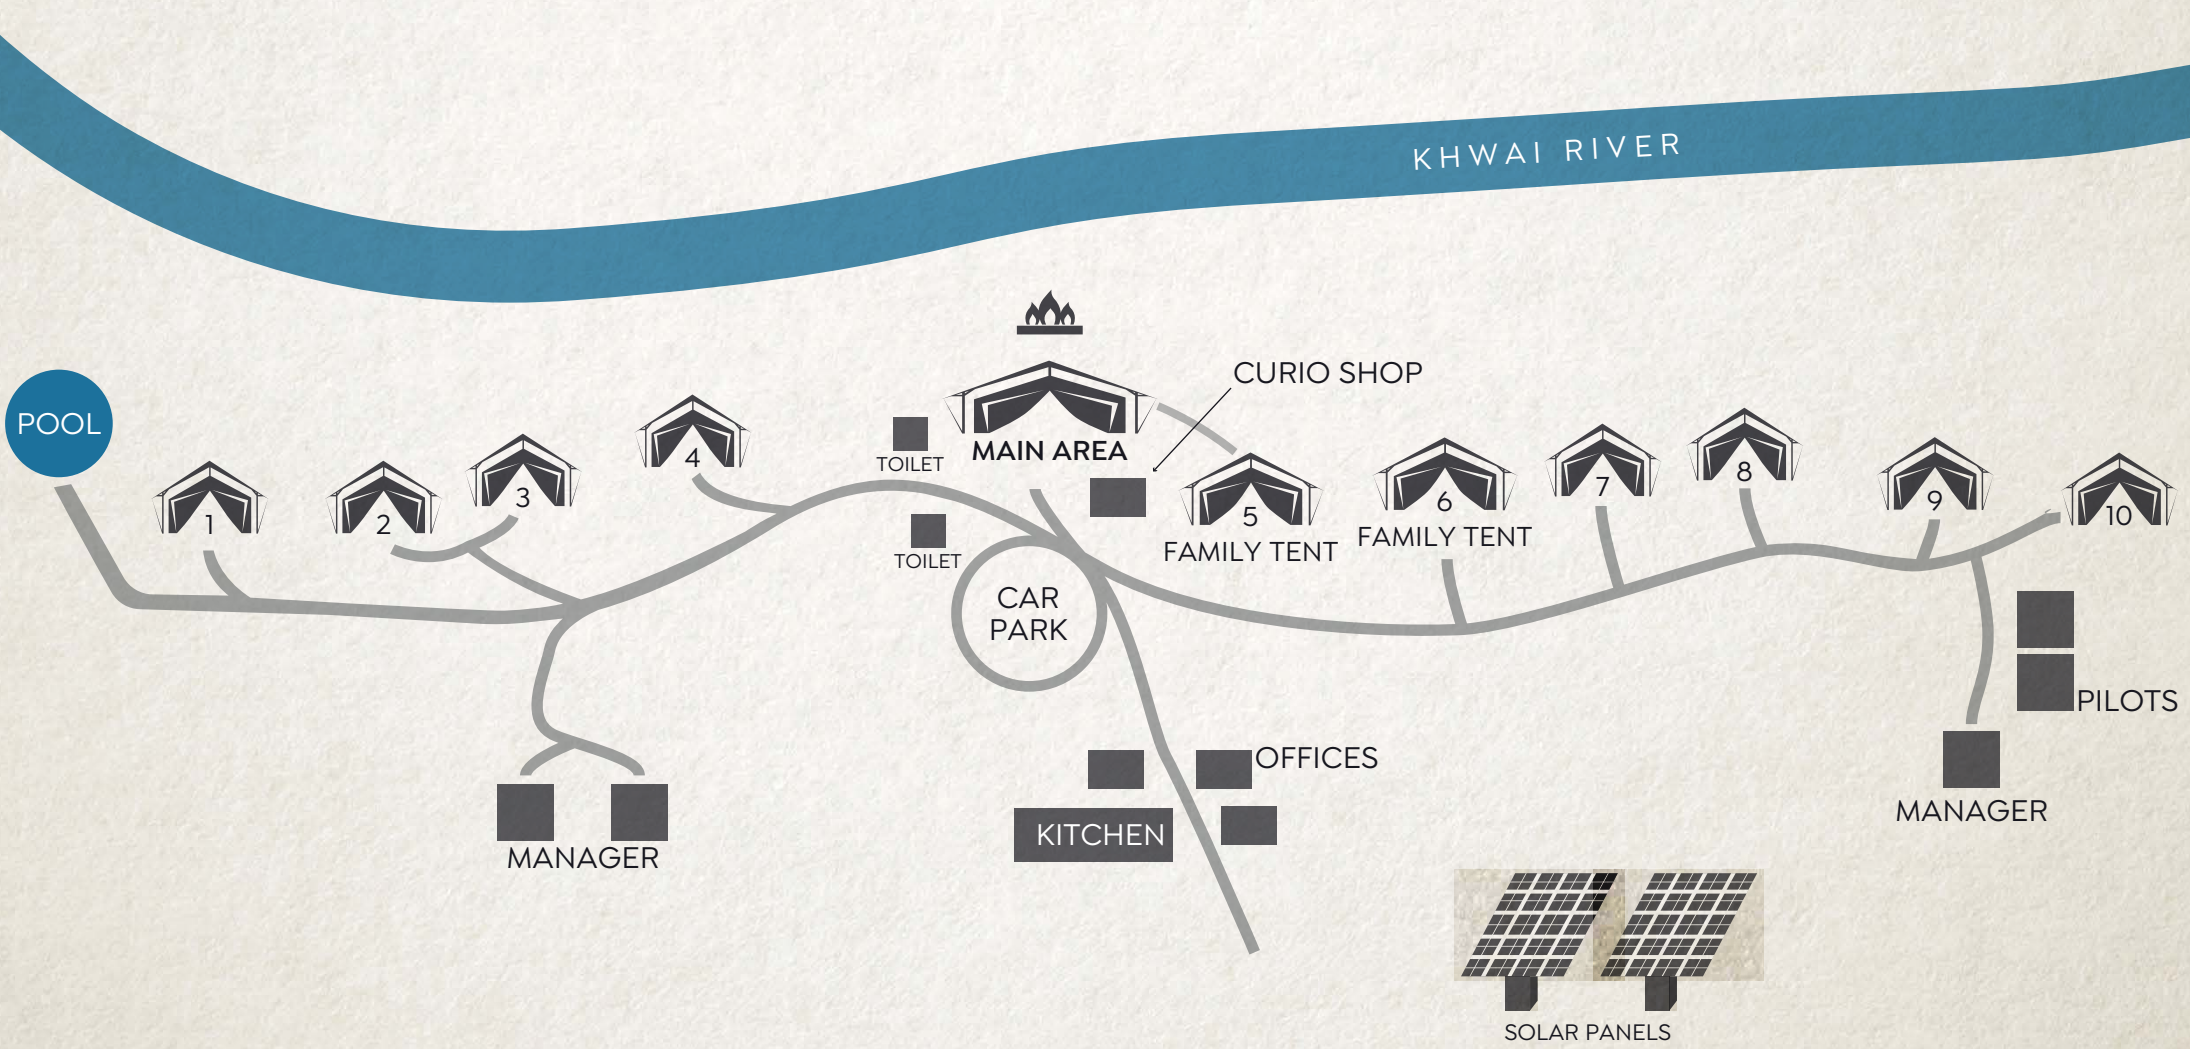 KHWAI RIVER
CURIO SHOP
POOL
MAIN AREA
TOILET
TOILET
1
2
3
4
5
FAMILY TENT
6
FAMILY TENT
7
8
9
10
CAR
PARK
PILOTS
OFFICES
KITCHEN
MANAGER
MANAGER
SOLAR PANELS